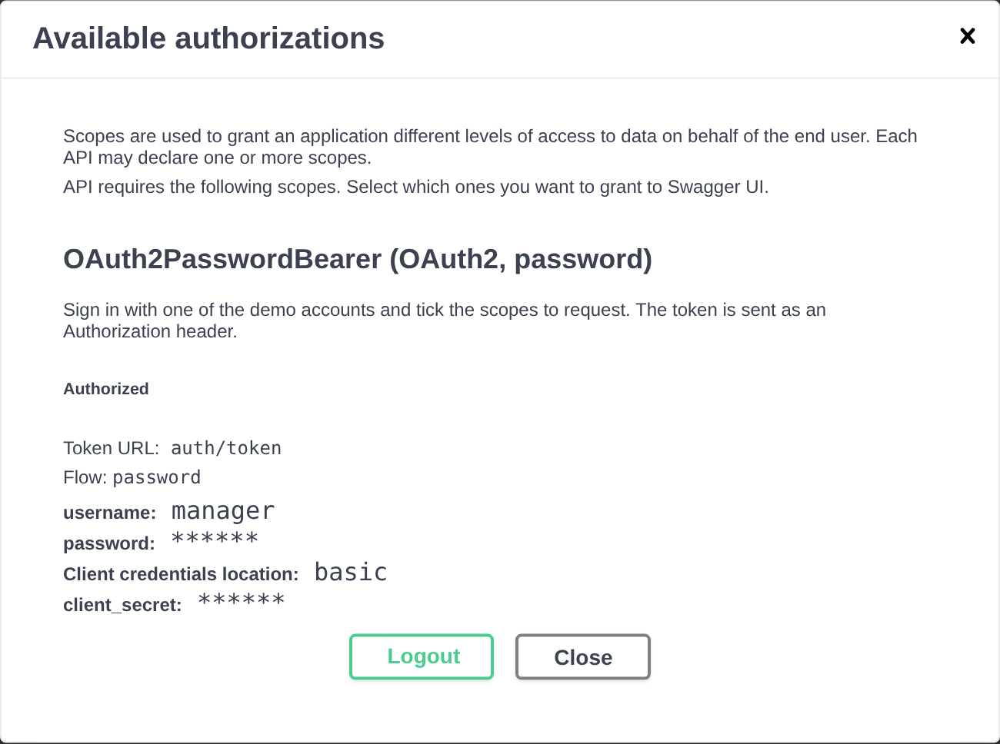 Available authorizations
Scopes are used to grant an application different levels of access to data on behalf of the end user. Each
API may declare one or more scopes.
API requires the following scopes. Select which ones you want to grant to Swagger UI.
OAuth2PasswordBearer (OAuth2, password)
Sign in with one of the demo accounts and tick the scopes to request. The token is sent as an
Authorization header.
Authorized
Token URL: auth/token
Flow: password
username: manager
password: ******
Client credentials location: basic
client_secret: ******
Logout Close